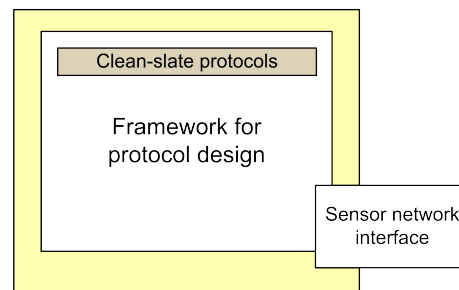 Clean-slate protocols
Framework for
protocol design
Sensor network
interface